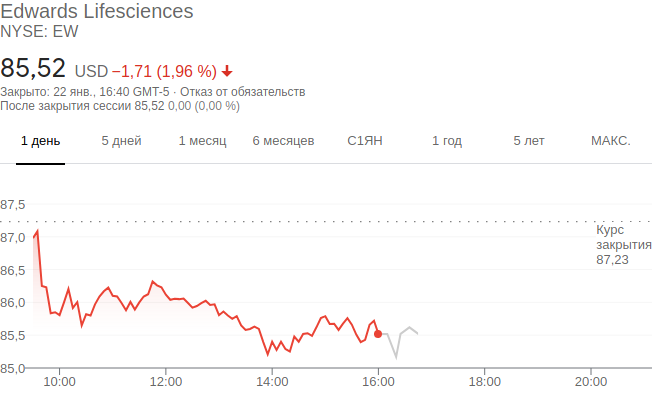 Edwards Lifesciences
NYSE: EW
85,52 USD −1,71 (1,96 %)
Закрыто: 22 янв., 16:40 GMT-5 · Отказ от обязательств
После закрытия сессии 85,52 0,00 (0,00 %)
1 день 5 дней 1 месяц 6 месяцев С1ЯН 1 год 5 лет МАКС.
87,5
Курс
закрытия
87,23
87,0
86,5
86,0
85,5
85,0
10:00 12:00 14:00 16:00 18:00 20:00